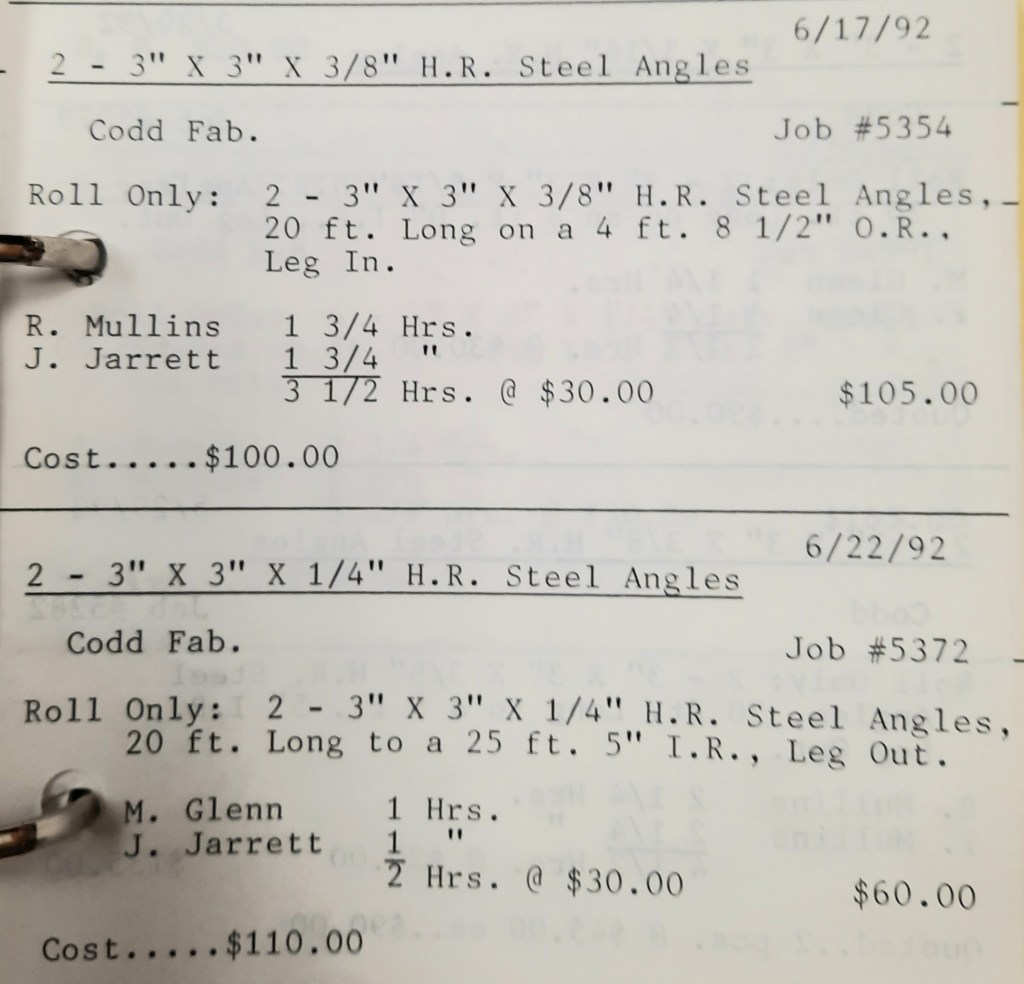 6/17/92
2 - 3" X 3" X 3/8" H.R. Steel Angles
Codd Fab. Job #5354
Roll Only: 2 - 3" X 3" X 3/8" H.R. Steel Angles,
20 ft. Long on a 4 ft. 8 1/2" O.R.,
Leg In.
R. Mullins 1 3/4 Hrs.
J. Jarrett 1 3/4 "
3 1/2 Hrs. @ $30.00 $105.00
Cost.....$100.00
6/22/92
2 - 3" X 3" X 1/4" H.R. Steel Angles
Codd Fab. Job #5372
Roll Only: 2 - 3" X 3" X 1/4" H.R. Steel Angles,
20 ft. Long to a 25 ft. 5" I.R., Leg Out.
M. Glenn 1 Hrs.
J. Jarrett 1 "
2 Hrs. @ $30.00 $60.00
Cost.....$110.00